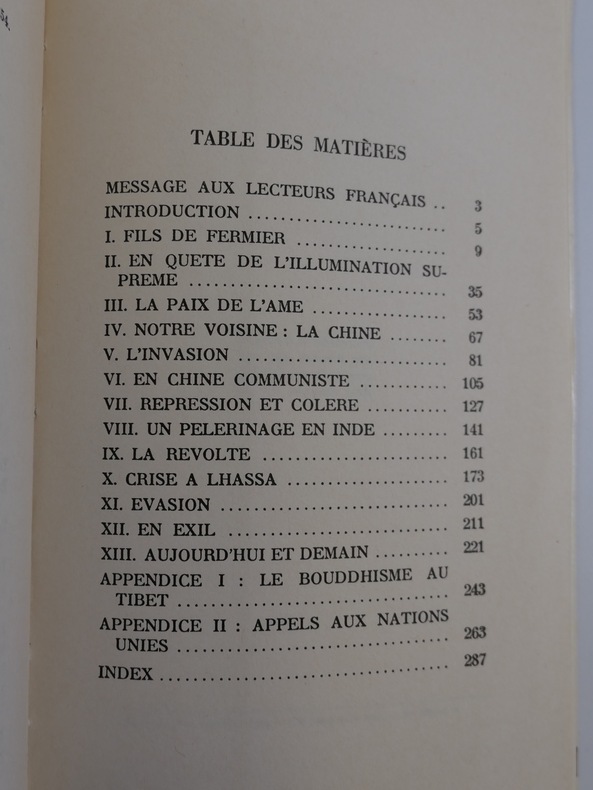 54.
TABLE DES MATIÈRES
MESSAGE AUX LECTEURS FRANÇAIS .. 3
INTRODUCTION ........................ 5
I. FILS DE FERMIER .................. 9
II. EN QUETE DE L'ILLUMINATION SU-
PREME ............................... 35
III. LA PAIX DE L'AME ................ 53
IV. NOTRE VOISINE : LA CHINE ....... 67
V. L'INVASION ......................... 81
VI. EN CHINE COMMUNISTE ........... 105
VII. REPRESSION ET COLERE .......... 127
VIII. UN PELERINAGE EN INDE ........ 141
IX. LA REVOLTE ...................... 161
X. CRISE A LHASSA ................... 173
XI. EVASION ........................... 201
XII. EN EXIL .......................... 211
XIII. AUJOURD'HUI ET DEMAIN ......... 221
APPENDICE I : LE BOUDDHISME AU
TIBET ................................ 243
APPENDICE II : APPELS AUX NATIONS
UNIES ................................ 263
INDEX .................................. 287